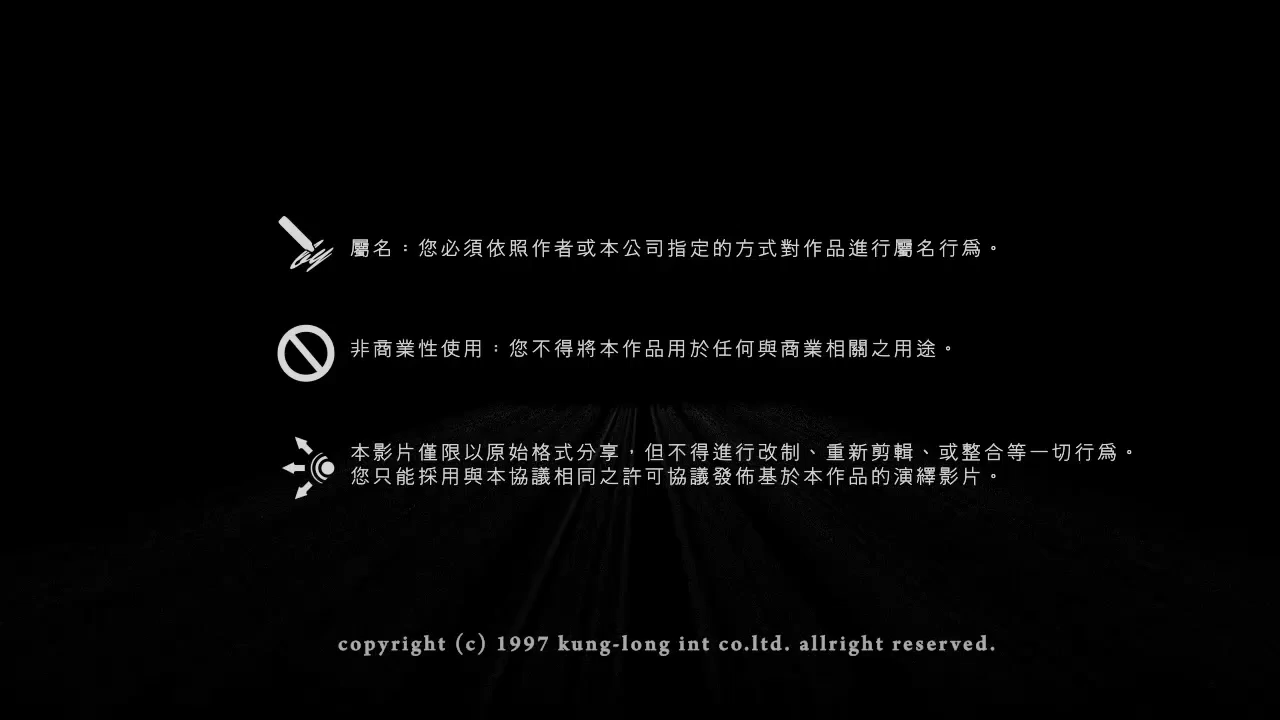 屬名：您必須依照作者或本公司指定的方式對作品進行屬名行為。
非商業性使用：您不得將本作品用於任何與商業相關之用途。
本影片僅限以原始格式分享，但不得進行改制、重新剪輯、或整合等一切行為。
您只能採用與本協議相同之許可協議發佈基於本作品的演繹影片。
copyright (c) 1997 kung-long int co.ltd. allright reserved.